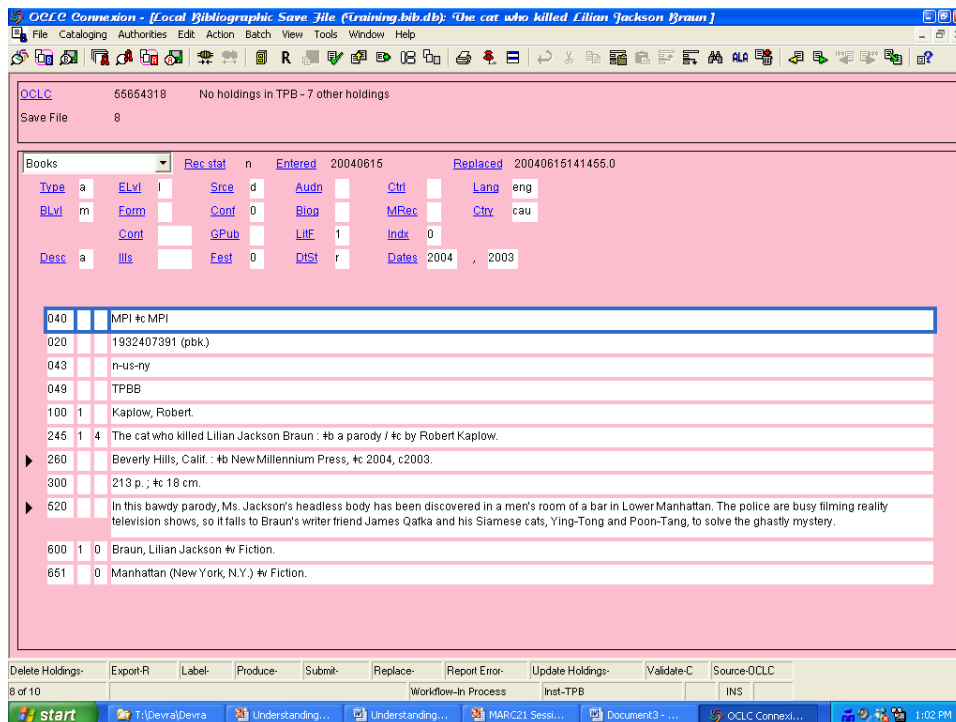 OCLC Connexion - [Local Bibliographic Save File (Training.bib.db): The cat who killed Lilian Jackson Braun]
File Cataloging Authorities Edit Action Batch View Tools Window Help
R ALA
OCLC 55654318 No holdings in TPB - 7 other holdings
Save File 8
Books Rec stat n Entered 20040615 Replaced 20040615141455.0
Type a ELvl I Srce d Audn Ctrl Lang eng
BLvl m Form Conf 0 Biog MRec Ctry cau
Cont GPub LitF 1 Indx 0
Desc a Ills Fest 0 DtSt r Dates 2004 , 2003
040 MPI ǂc MPI
020 1932407391 (pbk.)
043 n-us-ny
049 TPBB
100 1 Kaplow, Robert.
245 1 4 The cat who killed Lilian Jackson Braun : ǂb a parody / ǂc by Robert Kaplow.
260 Beverly Hills, Calif. : ǂb New Millennium Press, ǂc 2004, c2003.
300 213 p. ; ǂc 18 cm.
520 In this bawdy parody, Ms. Jackson's headless body has been discovered in a men's room of a bar in Lower Manhattan. The police are busy filming reality
television shows, so it falls to Braun's writer friend James Qafka and his Siamese cats, Ying-Tong and Poon-Tang, to solve the ghastly mystery.
600 1 0 Braun, Lilian Jackson ǂv Fiction.
651 0 Manhattan (New York, N.Y.) ǂv Fiction.
Delete Holdings- Export-R Label- Produce- Submit- Replace- Report Error- Update Holdings- Validate-C Source-OCLC
8 of 10 Workflow-In Process Inst-TPB INS
start T:\Devra\Devra Understanding... Understanding... MARC21 Sessi... Document3 - ... OCLC Connexi... 1:02 PM